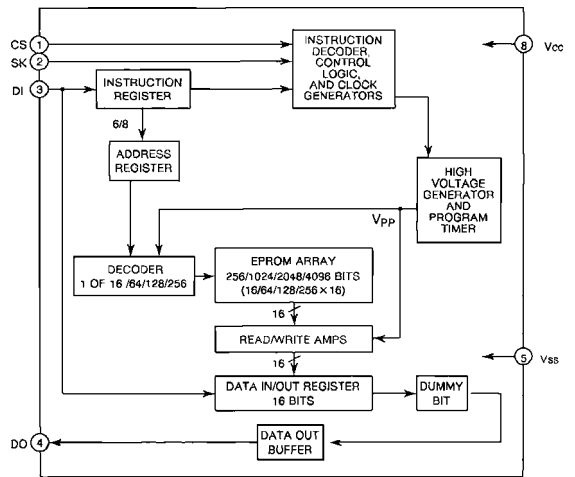 CS 1
SK 2
DI 3
INSTRUCTION
REGISTER
INSTRUCTION
DECODER,
CONTROL
LOGIC,
AND CLOCK
GENERATORS
8 Vcc
6/8
ADDRESS
REGISTER
HIGH
VOLTAGE
GENERATOR
AND
PROGRAM
TIMER
VPP
DECODER
1 OF 16 /64/128/256
EPROM ARRAY
256/1024/2048/4096 BITS
(16/64/128/256 × 16)
16
READ/WRITE AMPS
16
5 Vss
DATA IN/OUT REGISTER
16 BITS
DUMMY
BIT
DO 4
DATA OUT
BUFFER